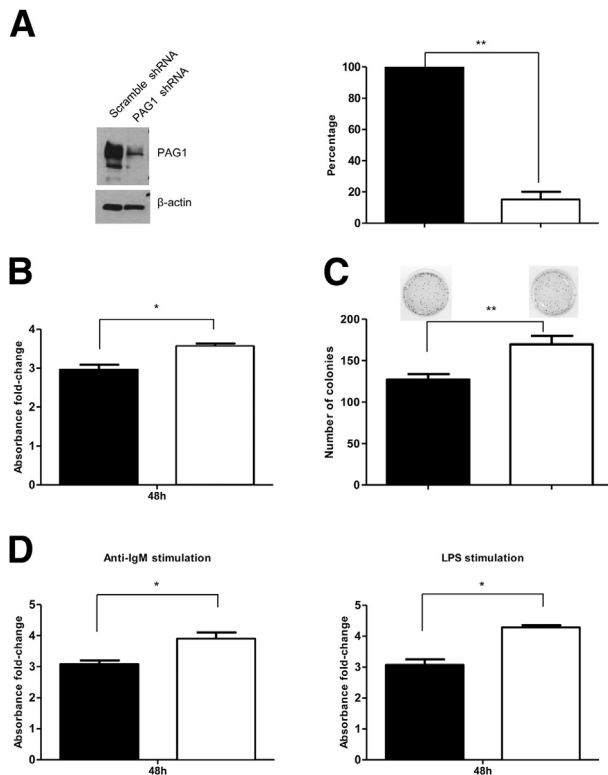 A
Scramble shRNA
PAG1 shRNA
PAG1
β-actin
**
Percentage
100
80
60
40
20
0
B
*
Absorbance fold-change
4
3
2
1
0
48h
C
**
Number of colonies
200
150
100
50
0
D
Anti-IgM stimulation
*
Absorbance fold-change
5
4
3
2
1
0
48h
LPS stimulation
*
Absorbance fold-change
5
4
3
2
1
0
48h